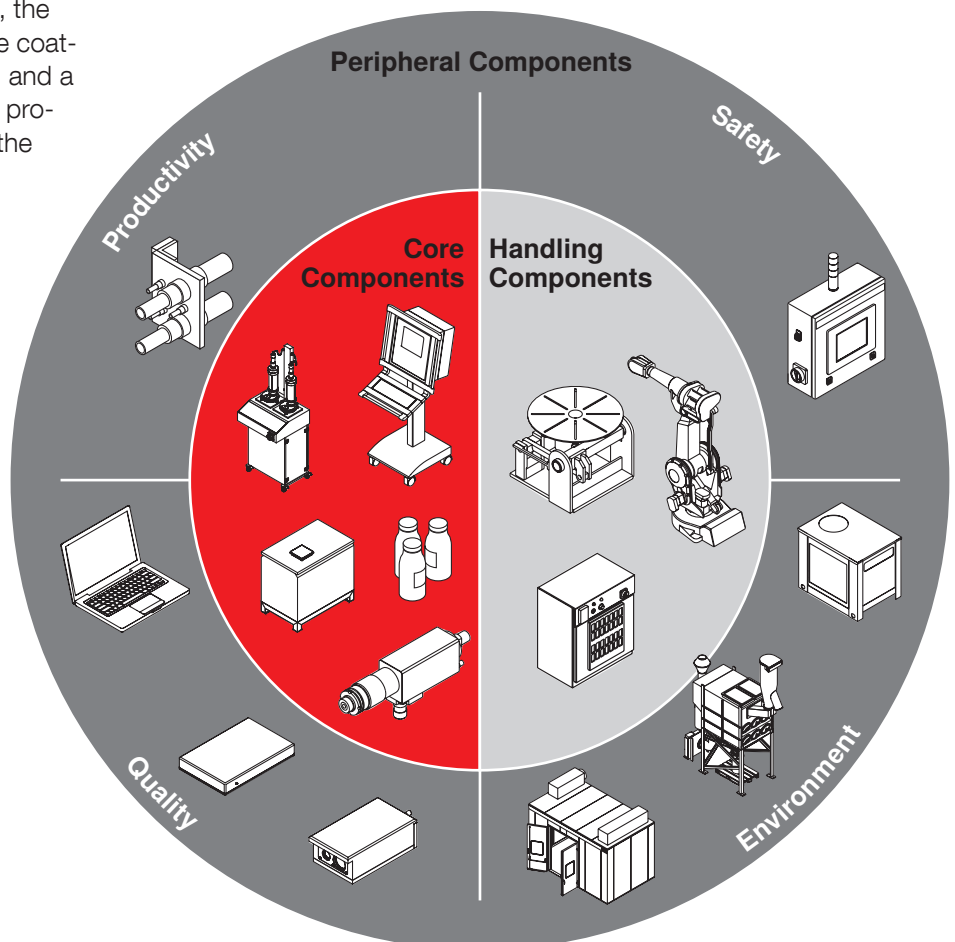 , the
e coat-
and a
pro-
the
Peripheral Components
Productivity
Safety
Core
Components
Handling
Components
Quality
Environment